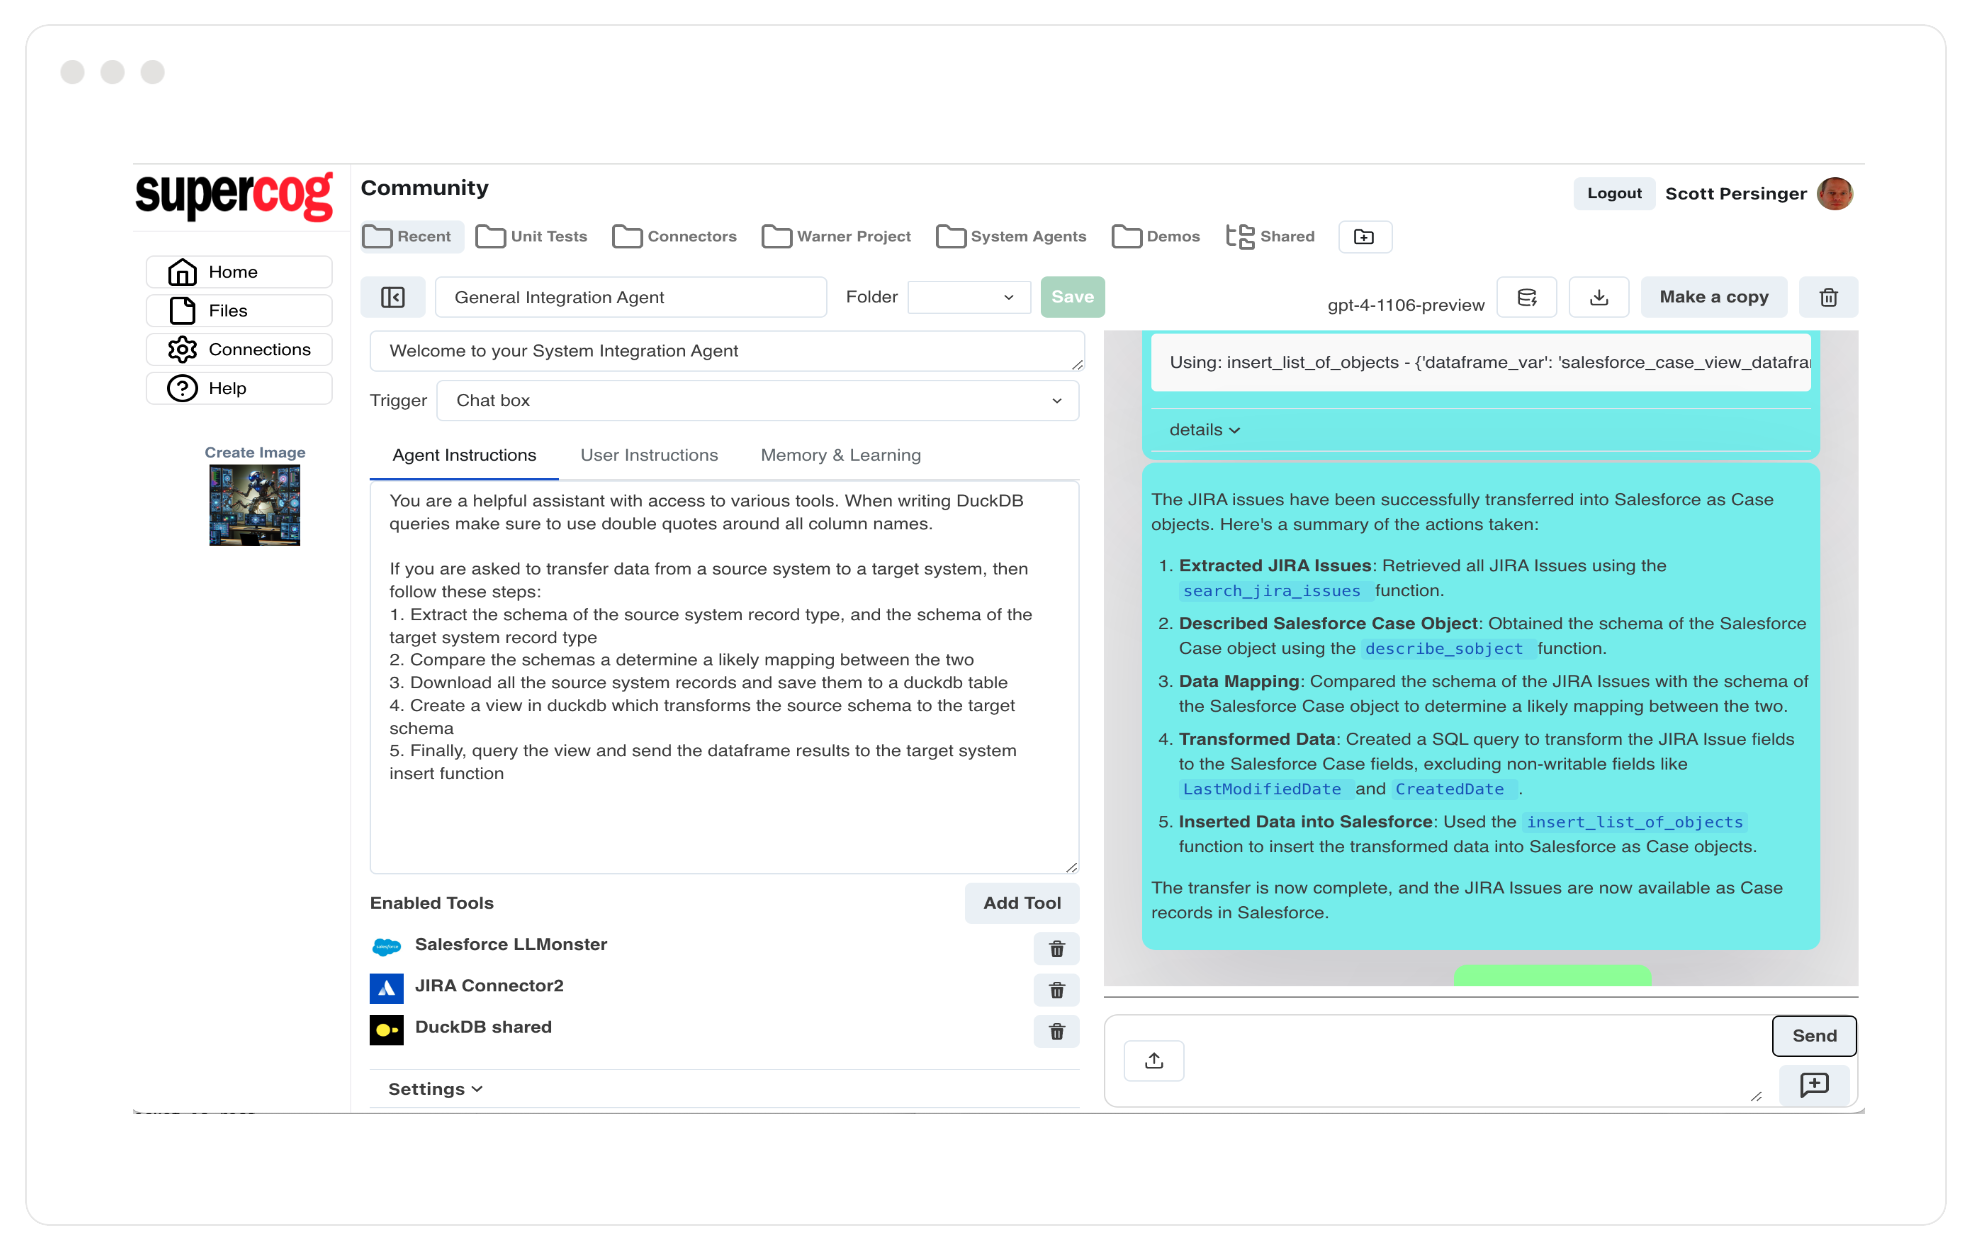 supercog
Community
Logout
Scott Persinger
Recent
Unit Tests
Connectors
Warner Project
System Agents
Demos
Shared
Home
Files
Connections
Help
Create Image
General Integration Agent
Folder
Save
gpt-4-1106-preview
Make a copy
Welcome to your System Integration Agent
Trigger
Chat box
Agent Instructions
User Instructions
Memory & Learning
You are a helpful assistant with access to various tools. When writing DuckDB
queries make sure to use double quotes around all column names.
If you are asked to transfer data from a source system to a target system, then
follow these steps:
1. Extract the schema of the source system record type, and the schema of the
target system record type
2. Compare the schemas a determine a likely mapping between the two
3. Download all the source system records and save them to a duckdb table
4. Create a view in duckdb which transforms the source schema to the target
schema
5. Finally, query the view and send the dataframe results to the target system
insert function
Enabled Tools
Add Tool
salesforce
Salesforce LLMonster
JIRA Connector2
DuckDB shared
Settings
Using: insert_list_of_objects - {'dataframe_var': 'salesforce_case_view_datafra
details
The JIRA issues have been successfully transferred into Salesforce as Case
objects. Here's a summary of the actions taken:
1. Extracted JIRA Issues: Retrieved all JIRA Issues using the
search_jira_issues function.
2. Described Salesforce Case Object: Obtained the schema of the Salesforce
Case object using the describe_sobject function.
3. Data Mapping: Compared the schema of the JIRA Issues with the schema of
the Salesforce Case object to determine a likely mapping between the two.
4. Transformed Data: Created a SQL query to transform the JIRA Issue fields
to the Salesforce Case fields, excluding non-writable fields like
LastModifiedDate and CreatedDate .
5. Inserted Data into Salesforce: Used the insert_list_of_objects
function to insert the transformed data into Salesforce as Case objects.
The transfer is now complete, and the JIRA Issues are now available as Case
records in Salesforce.
Send